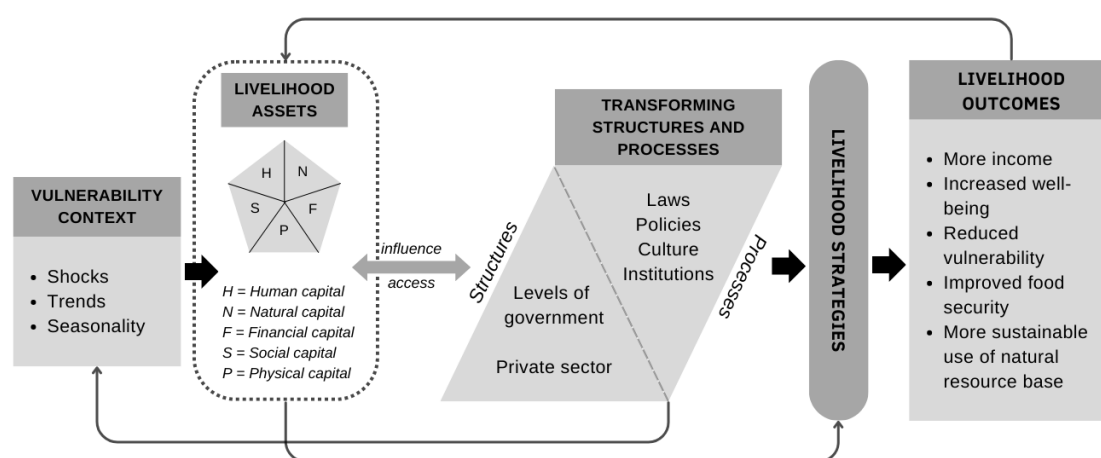 VULNERABILITY
CONTEXT
• Shocks
• Trends
• Seasonality
LIVELIHOOD
ASSETS
H
N
S
F
P
H = Human capital
N = Natural capital
F = Financial capital
S = Social capital
P = Physical capital
influence
access
TRANSFORMING
STRUCTURES AND
PROCESSES
Structures
Laws
Policies
Culture
Institutions
Levels of
government
Private sector
Processes
LIVELIHOOD STRATEGIES
LIVELIHOOD
OUTCOMES
• More income
• Increased well-
being
• Reduced
vulnerability
• Improved food
security
• More sustainable
use of natural
resource base